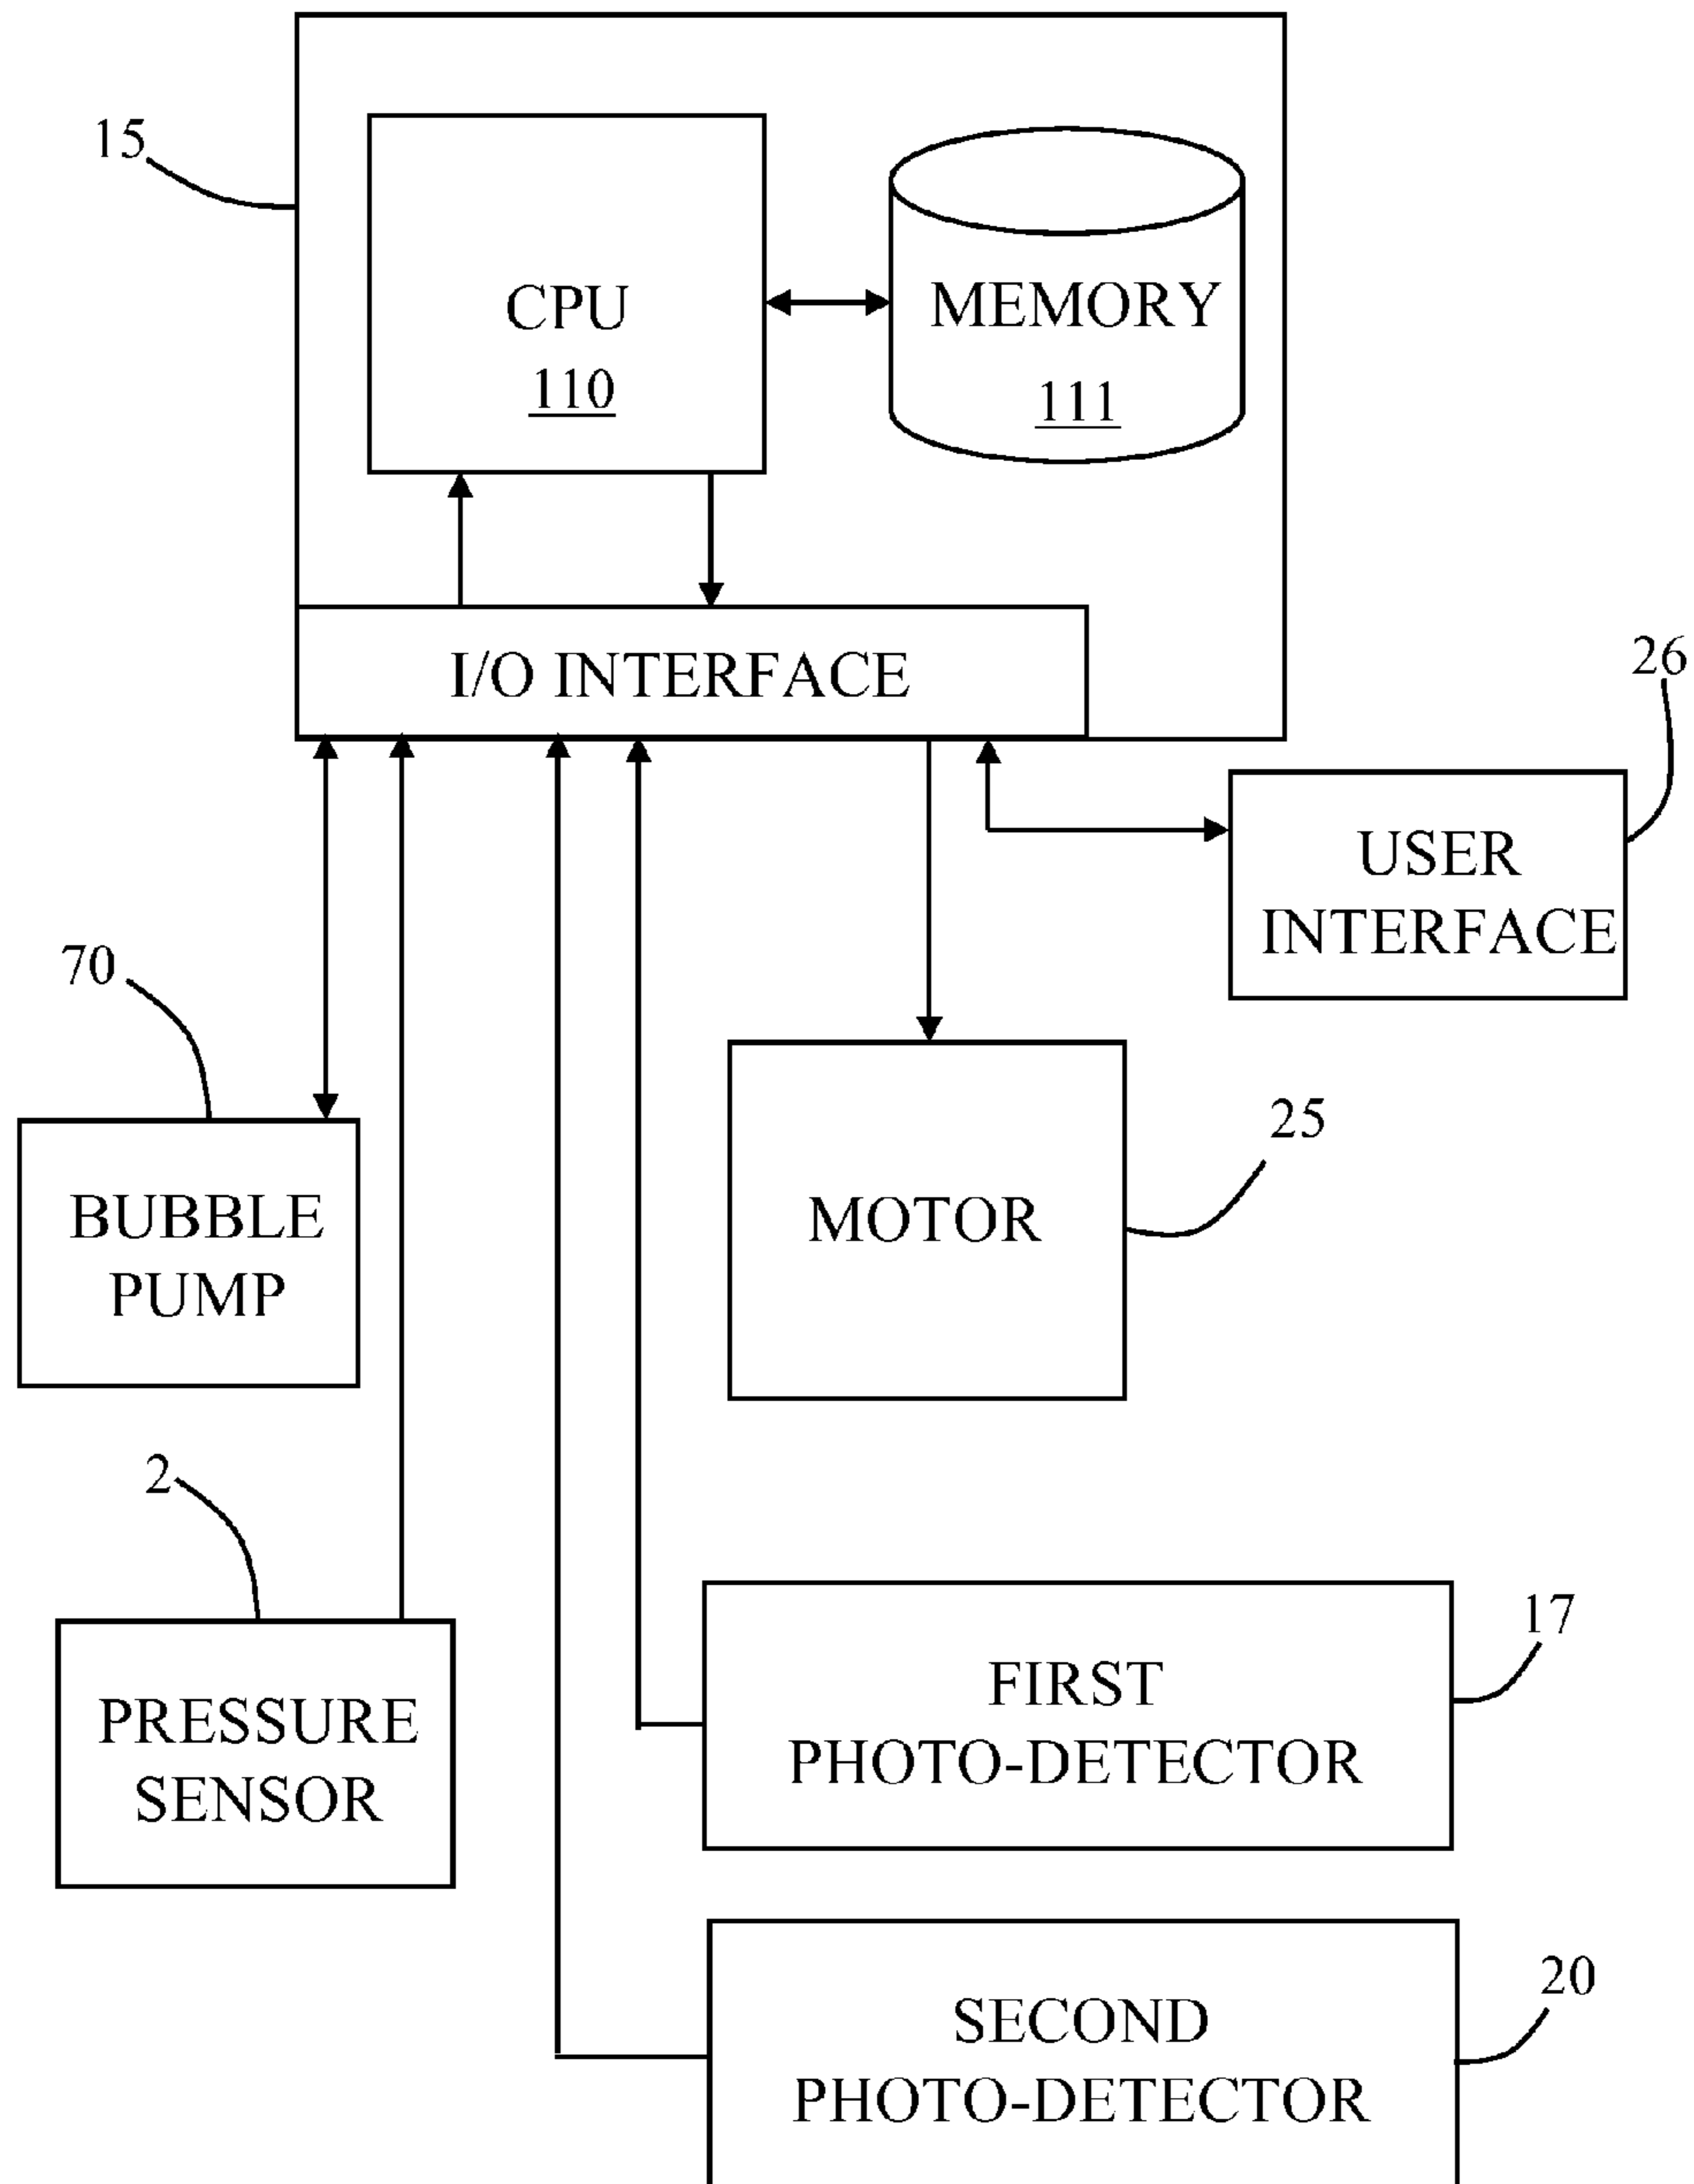 15
CPU
110
MEMORY
111
I/O INTERFACE
26
USER
INTERFACE
70
BUBBLE
PUMP
MOTOR
25
2
PRESSURE
SENSOR
FIRST
PHOTO-DETECTOR
17
SECOND
PHOTO-DETECTOR
20